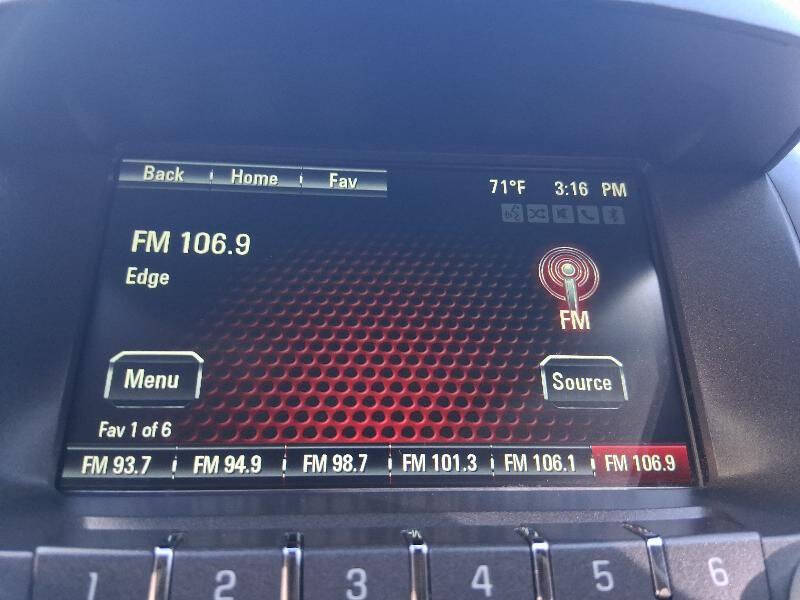 Back Home Fav 71°F 3:16 PM
FM 106.9
Edge
FM
Menu Source
Fav 1 of 6
FM 93.7 FM 94.9 FM 98.7 FM 101.3 FM 106.1 FM 106.9
1 2 3 4 5 6